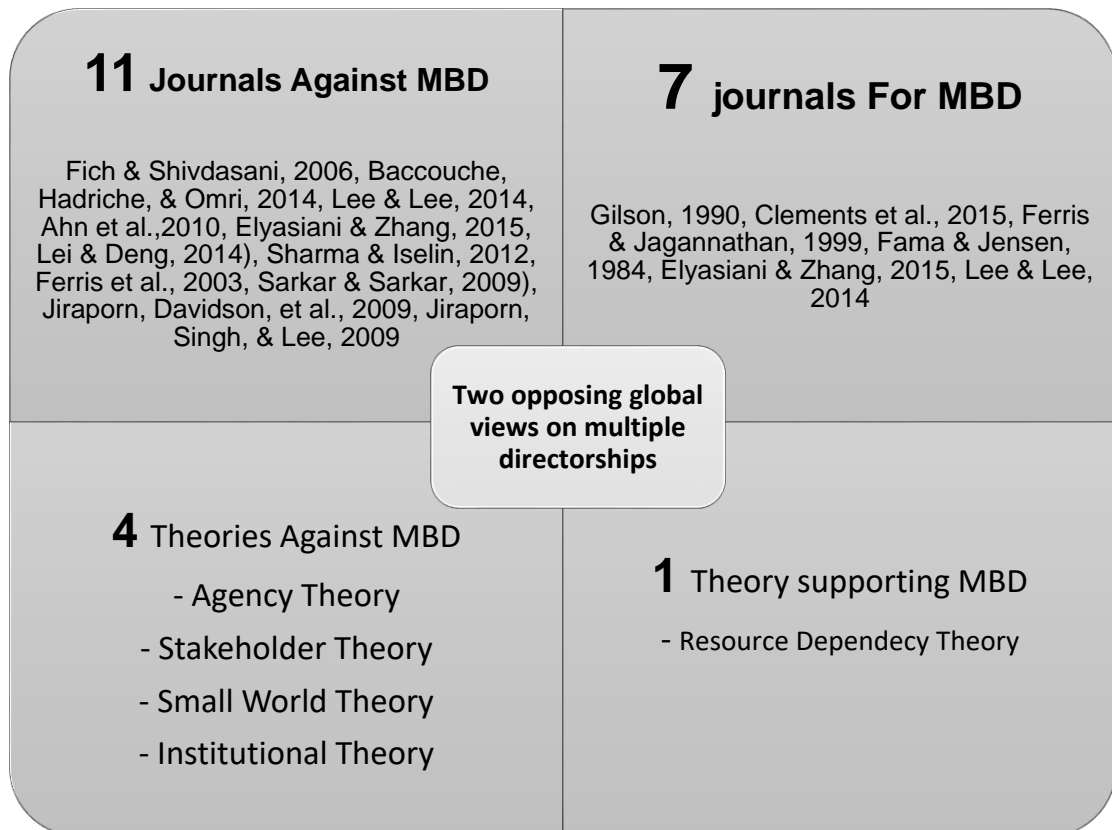 11 Journals Against MBD
Fich & Shivdasani, 2006, Baccouche,
Hadriche, & Omri, 2014, Lee & Lee, 2014,
Ahn et al.,2010, Elyasiani & Zhang, 2015,
Lei & Deng, 2014), Sharma & Iselin, 2012,
Ferris et al., 2003, Sarkar & Sarkar, 2009),
Jiraporn, Davidson, et al., 2009, Jiraporn,
Singh, & Lee, 2009
7 journals For MBD
Gilson, 1990, Clements et al., 2015, Ferris
& Jagannathan, 1999, Fama & Jensen,
1984, Elyasiani & Zhang, 2015, Lee & Lee,
2014
Two opposing global
views on multiple
directorships
4 Theories Against MBD
- Agency Theory
- Stakeholder Theory
- Small World Theory
- Institutional Theory
1 Theory supporting MBD
- Resource Dependecy Theory